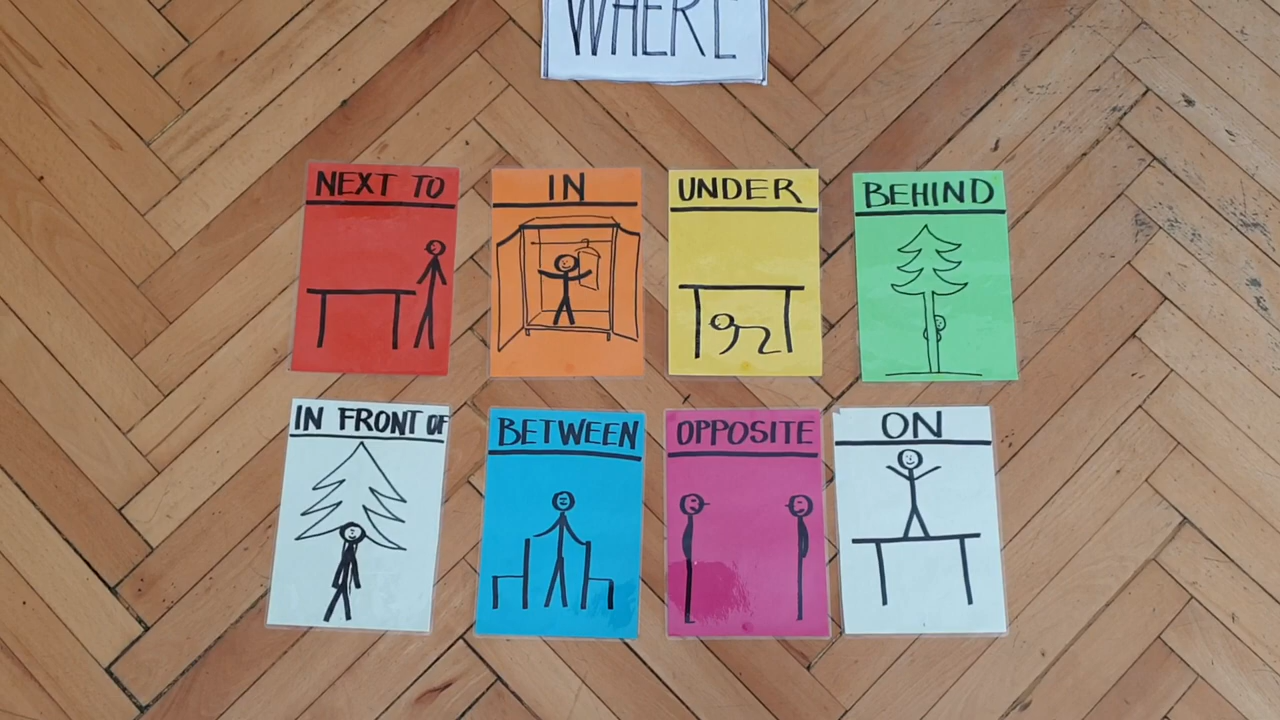 WHERE
NEXT TO
IN
UNDER
BEHIND
IN FRONT OF
BETWEEN
OPPOSITE
ON